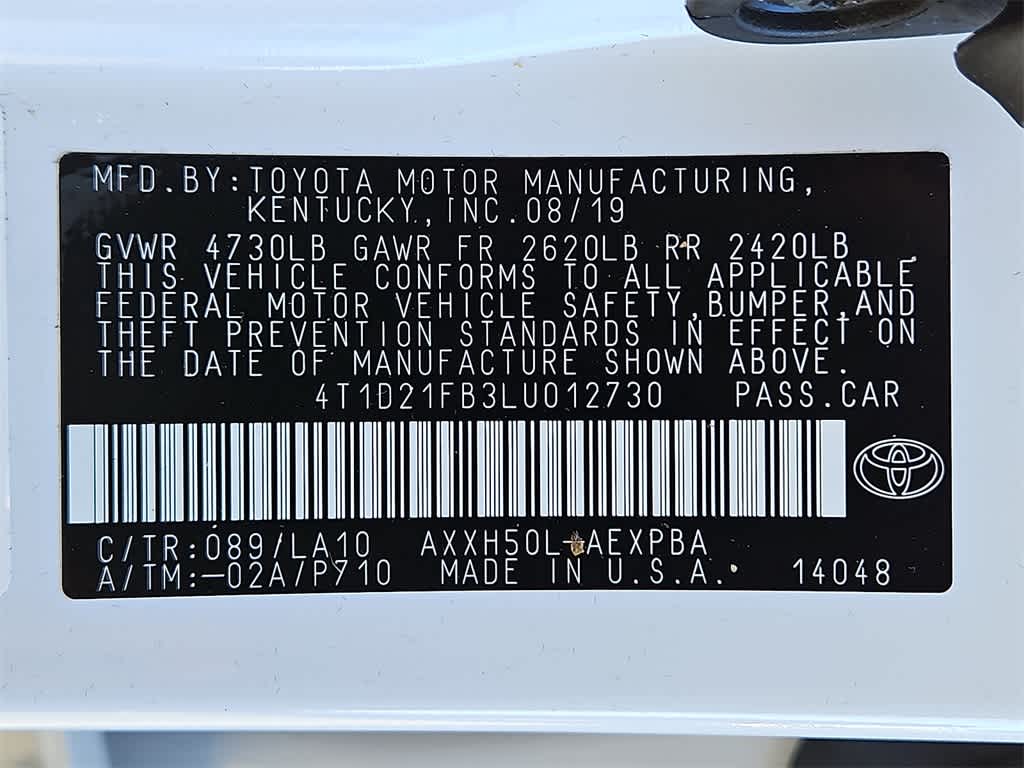 MFD.BY:TOYOTA MOTOR MANUFACTURING,
KENTUCKY, INC.08/19
GVWR 4730LB GAWR FR 2620LB RR 2420LB
THIS VEHICLE CONFORMS TO ALL APPLICABLE
FEDERAL MOTOR VEHICLE SAFETY,BUMPER,AND
THEFT PREVENTION STANDARDS IN EFFECT ON
THE DATE OF MANUFACTURE SHOWN ABOVE.
4T1D21FB3LU012730 PASS.CAR
C/TR:089/LA10 AXXH50L-AEXPBA
A/TM:-02A/P710 MADE IN U.S.A. 14048